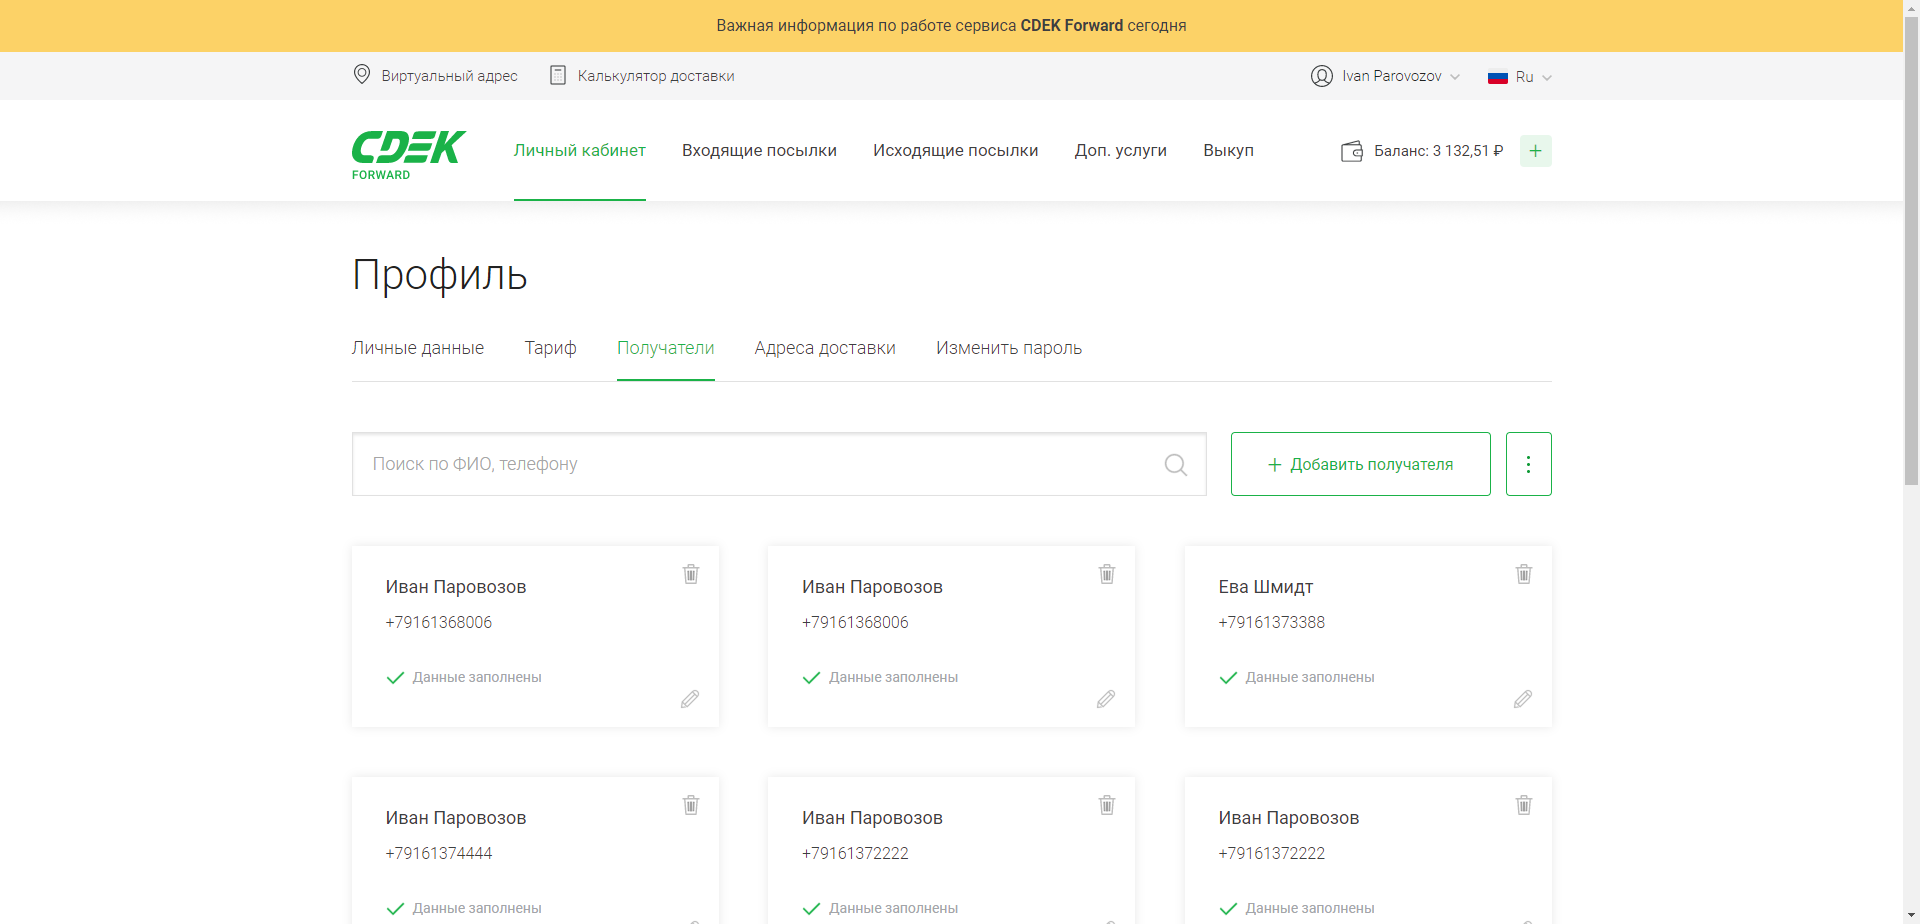 Важная информация по работе сервиса CDEK Forward сегодня
Виртуальный адрес Калькулятор доставки Ivan Parovozov Ru
CDEK
FORWARD
Личный кабинет Входящие посылки Исходящие посылки Доп. услуги Выкуп Баланс: 3 132,51 ₽ +
Профиль
Личные данные Тариф Получатели Адреса доставки Изменить пароль
Поиск по ФИО, телефону + Добавить получателя
Иван Паровозов
+79161368006
Данные заполнены
Иван Паровозов
+79161368006
Данные заполнены
Ева Шмидт
+79161373388
Данные заполнены
Иван Паровозов
+79161374444
Данные заполнены
Иван Паровозов
+79161372222
Данные заполнены
Иван Паровозов
+79161372222
Данные заполнены